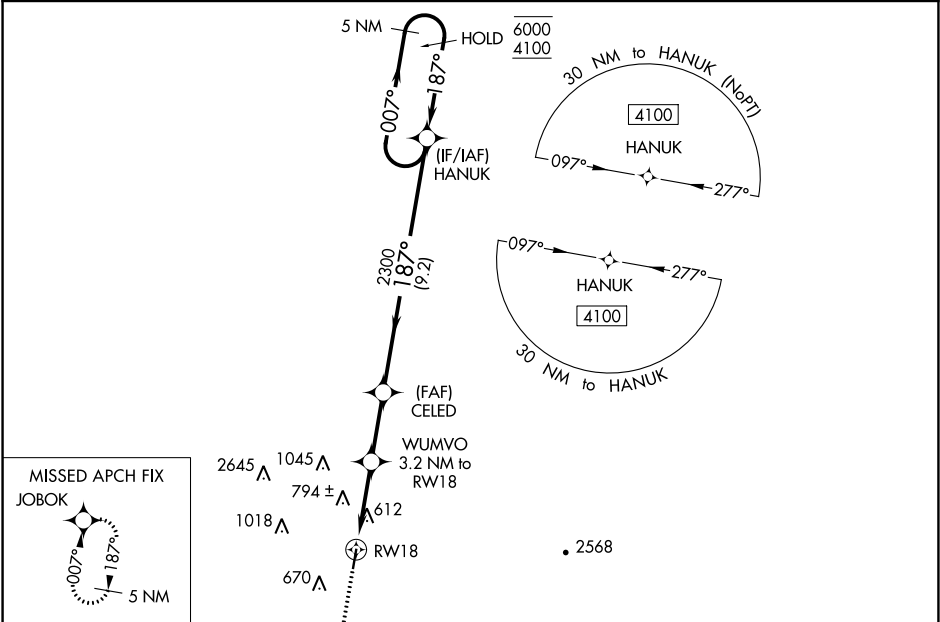 5 NM
HOLD
6000
4100
007°
187°
(IF/IAF)
HANUK
30 NM to HANUK (NoPT)
4100
HANUK
097°
277°
2300
187°
(9.2)
097°
277°
HANUK
4100
30 NM to HANUK
(FAF)
CELED
WUMVO
3.2 NM to
RW18
2645
1045
794 ±
612
1018
RW18
2568
670
MISSED APCH FIX
JOBOK
007°
187°
5 NM